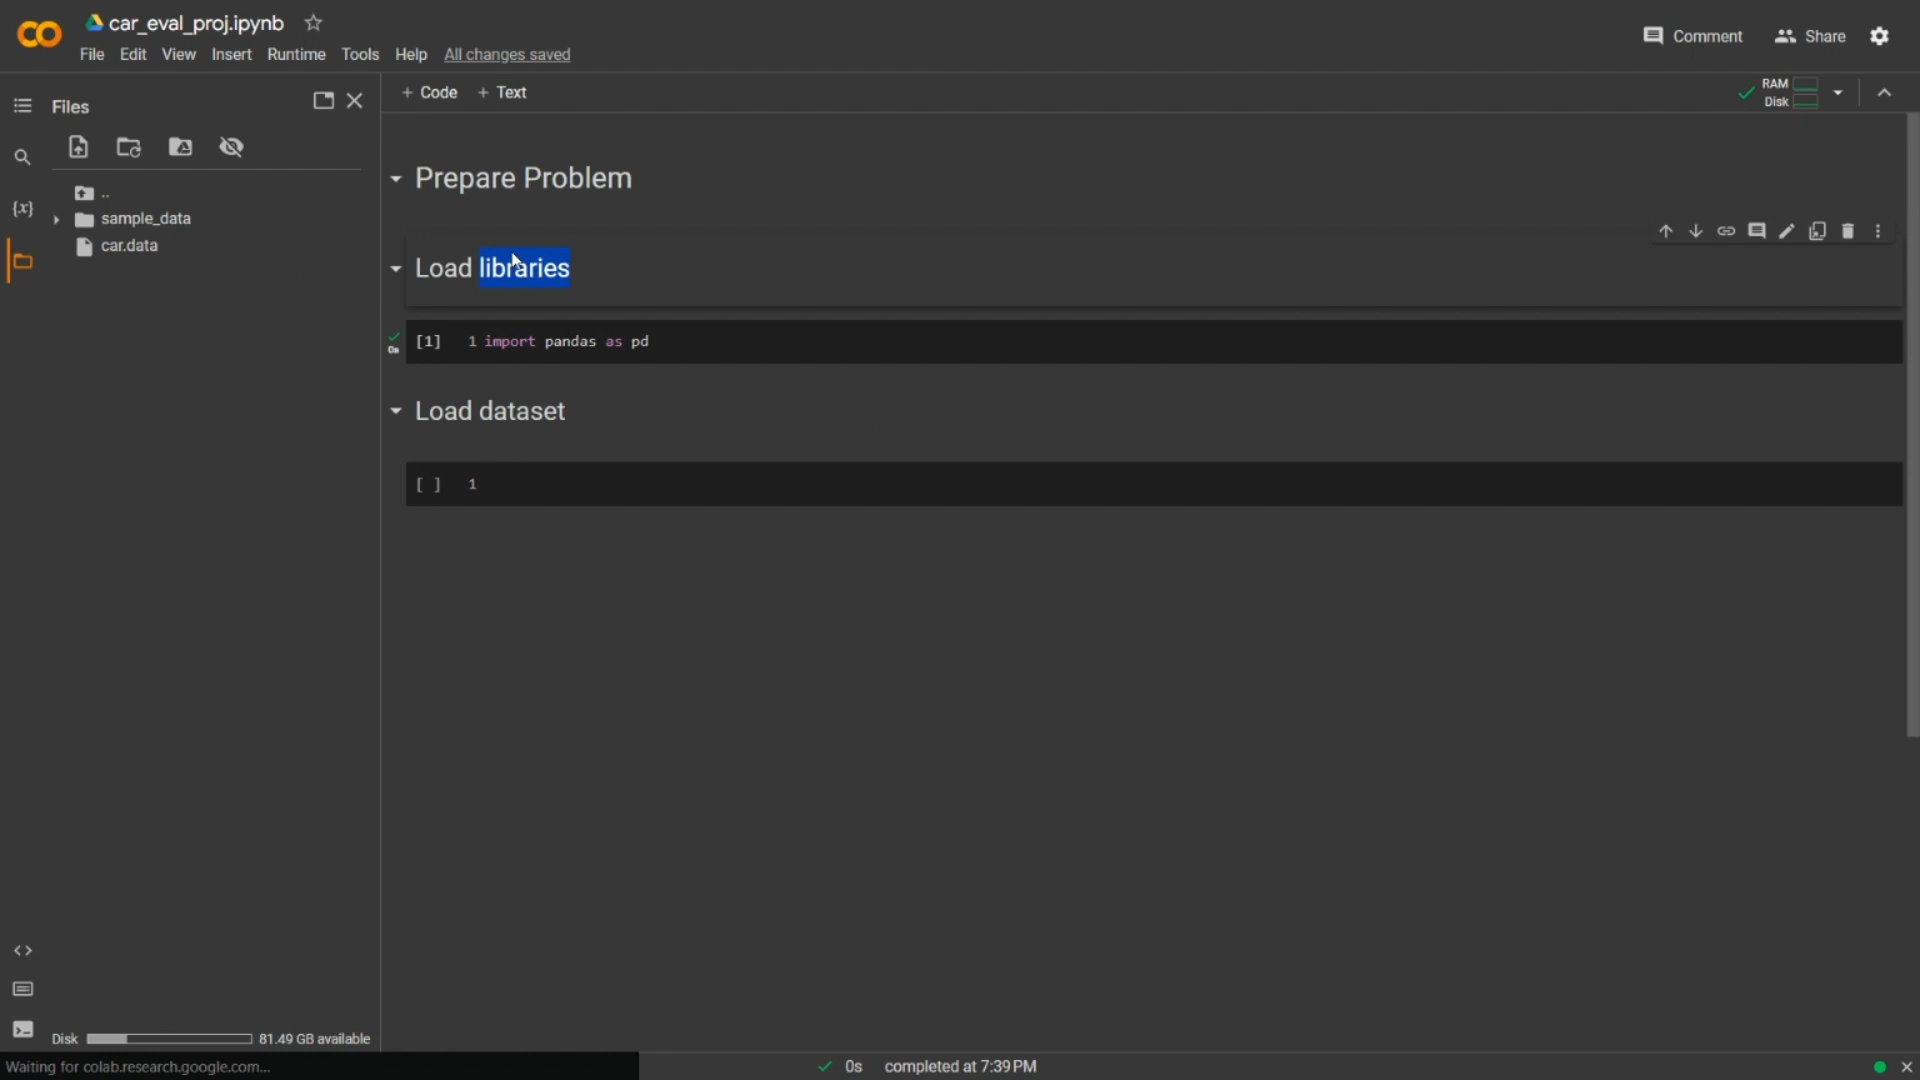 car_eval_proj.ipynb
File Edit View Insert Runtime Tools Help All changes saved
Comment Share
Files
+ Code + Text
RAM
Disk
..
sample_data
car.data
{x}
Prepare Problem
Load libraries
[1] 1 import pandas as pd
0s
Load dataset
[ ] 1
Disk 81.49 GB available
Waiting for colab.research.google.com...
0s completed at 7:39 PM